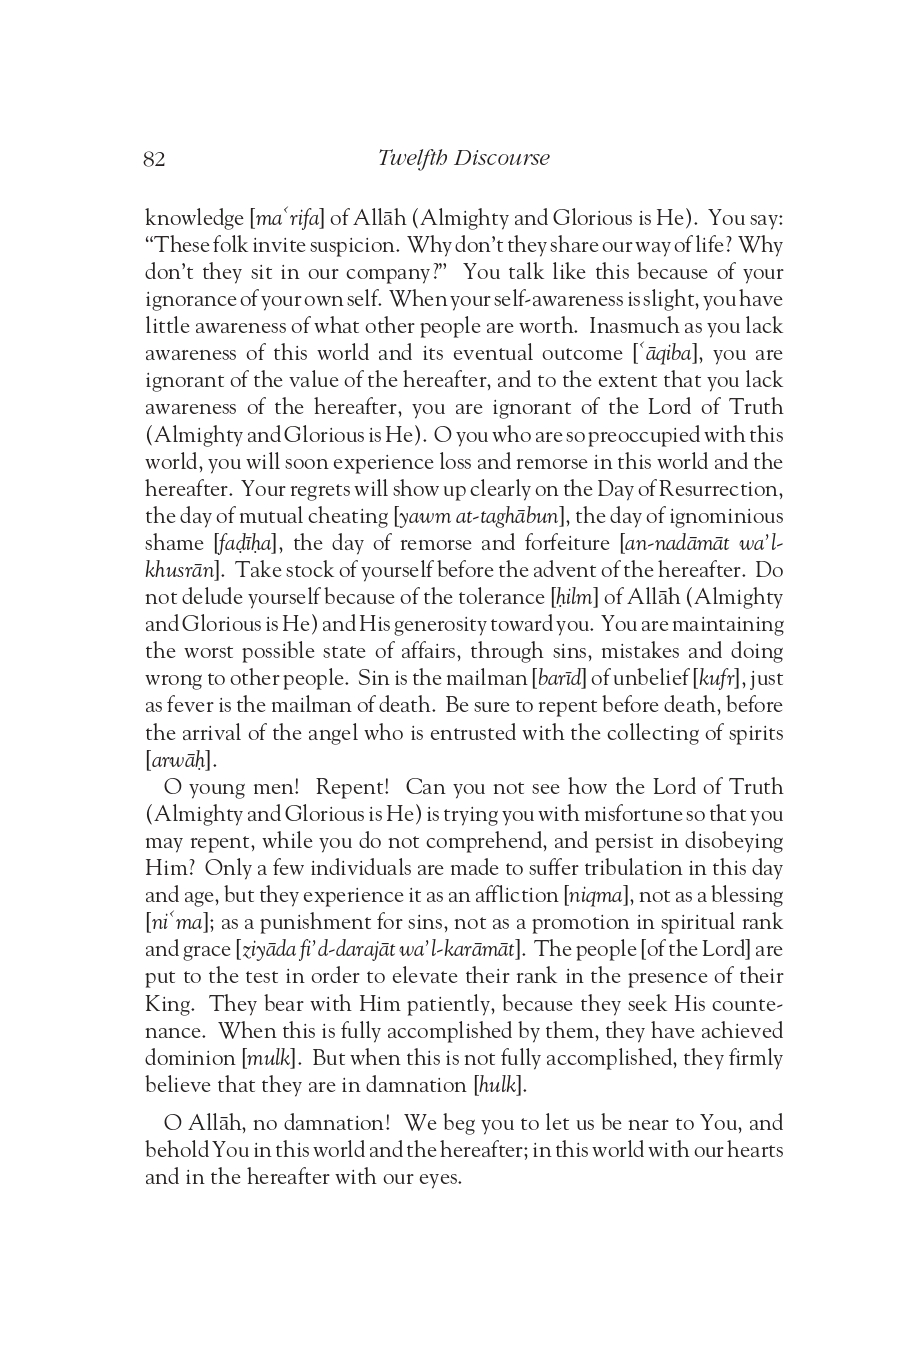 82
Twelfth Discourse
knowledge [maʿrifa] of Allāh (Almighty and Glorious is He). You say:
“These folk invite suspicion. Why don’t they share our way of life? Why
don’t they sit in our company?” You talk like this because of your
ignorance of your own self. When your self-awareness is slight, you have
little awareness of what other people are worth. Inasmuch as you lack
awareness of this world and its eventual outcome [ʿāqiba], you are
ignorant of the value of the hereafter, and to the extent that you lack
awareness of the hereafter, you are ignorant of the Lord of Truth
(Almighty and Glorious is He). O you who are so preoccupied with this
world, you will soon experience loss and remorse in this world and the
hereafter. Your regrets will show up clearly on the Day of Resurrection,
the day of mutual cheating [yawm at-taghābun], the day of ignominious
shame [faḍīḥa], the day of remorse and forfeiture [an-nadāmāt wa’l-
khusrān]. Take stock of yourself before the advent of the hereafter. Do
not delude yourself because of the tolerance [ḥilm] of Allāh (Almighty
and Glorious is He) and His generosity toward you. You are maintaining
the worst possible state of affairs, through sins, mistakes and doing
wrong to other people. Sin is the mailman [barīd] of unbelief [kufr], just
as fever is the mailman of death. Be sure to repent before death, before
the arrival of the angel who is entrusted with the collecting of spirits
[arwāḥ].
O young men! Repent! Can you not see how the Lord of Truth
(Almighty and Glorious is He) is trying you with misfortune so that you
may repent, while you do not comprehend, and persist in disobeying
Him? Only a few individuals are made to suffer tribulation in this day
and age, but they experience it as an affliction [niqma], not as a blessing
[niʿma]; as a punishment for sins, not as a promotion in spiritual rank
and grace [ziyāda fi’d-darajāt wa’l-karāmāt]. The people [of the Lord] are
put to the test in order to elevate their rank in the presence of their
King. They bear with Him patiently, because they seek His counte-
nance. When this is fully accomplished by them, they have achieved
dominion [mulk]. But when this is not fully accomplished, they firmly
believe that they are in damnation [hulk].
O Allāh, no damnation! We beg you to let us be near to You, and
behold You in this world and the hereafter; in this world with our hearts
and in the hereafter with our eyes.